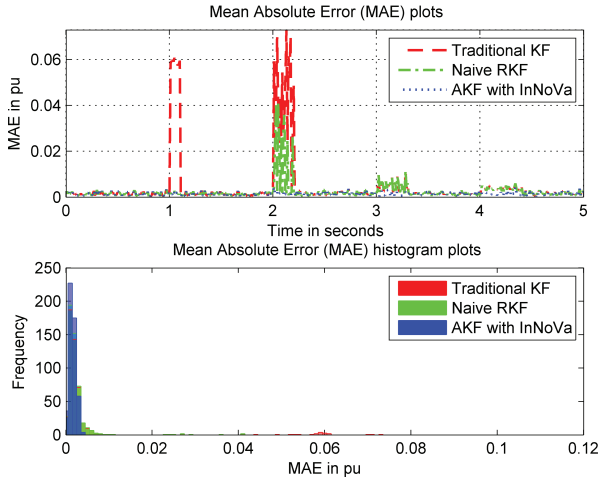 Mean Absolute Error (MAE) plots
MAE in pu
0.06
0.04
0.02
0
Traditional KF
Naive RKF
AKF with InNoVa
0 1 2 3 4 5
Time in seconds
Mean Absolute Error (MAE) histogram plots
Frequency
250
200
150
100
50
0
Traditional KF
Naive RKF
AKF with InNoVa
0 0.02 0.04 0.06 0.08 0.1 0.12
MAE in pu